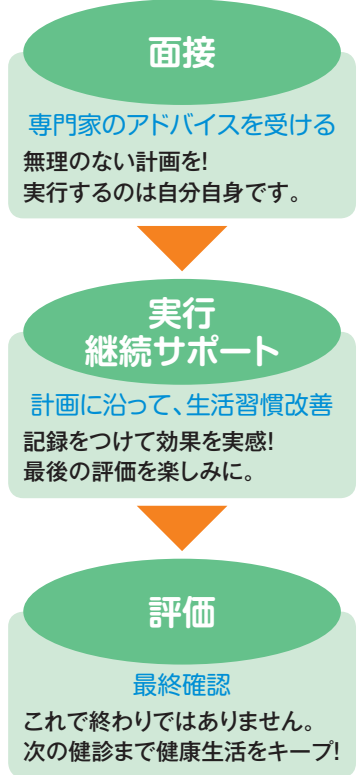 面接
専門家のアドバイスを受ける
無理のない計画を!
実行するのは自分自身です。
実行
継続サポート
計画に沿って、生活習慣改善
記録をつけて効果を実感!
最後の評価を楽しみに。
評価
最終確認
これで終わりではありません。
次の健診まで健康生活をキープ!